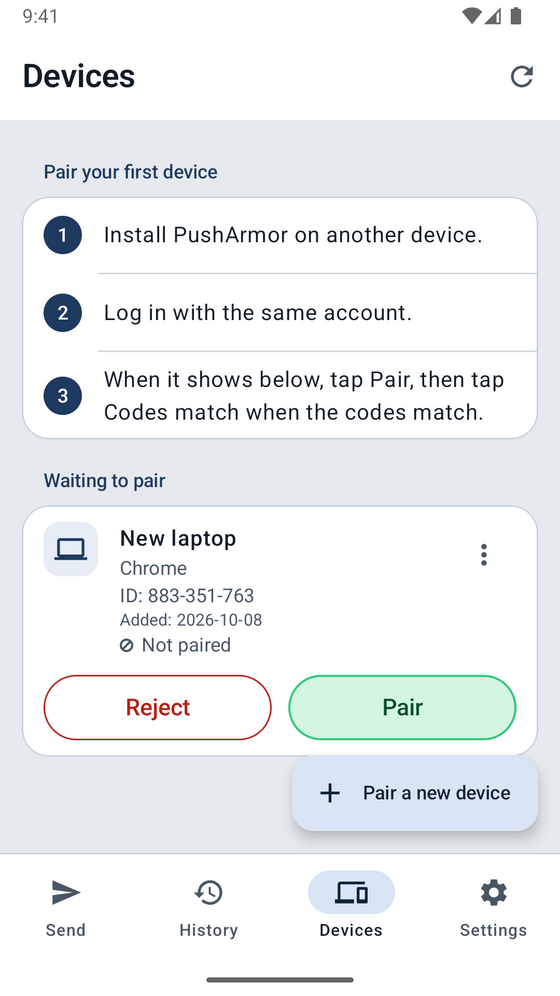 9:41
Devices
Pair your first device
1 Install PushArmor on another device.
2 Log in with the same account.
3 When it shows below, tap Pair, then tap
Codes match when the codes match.
Waiting to pair
New laptop
Chrome
ID: 883-351-763
Added: 2026-10-08
Not paired
Reject Pair
Pair a new device
Send History Devices Settings